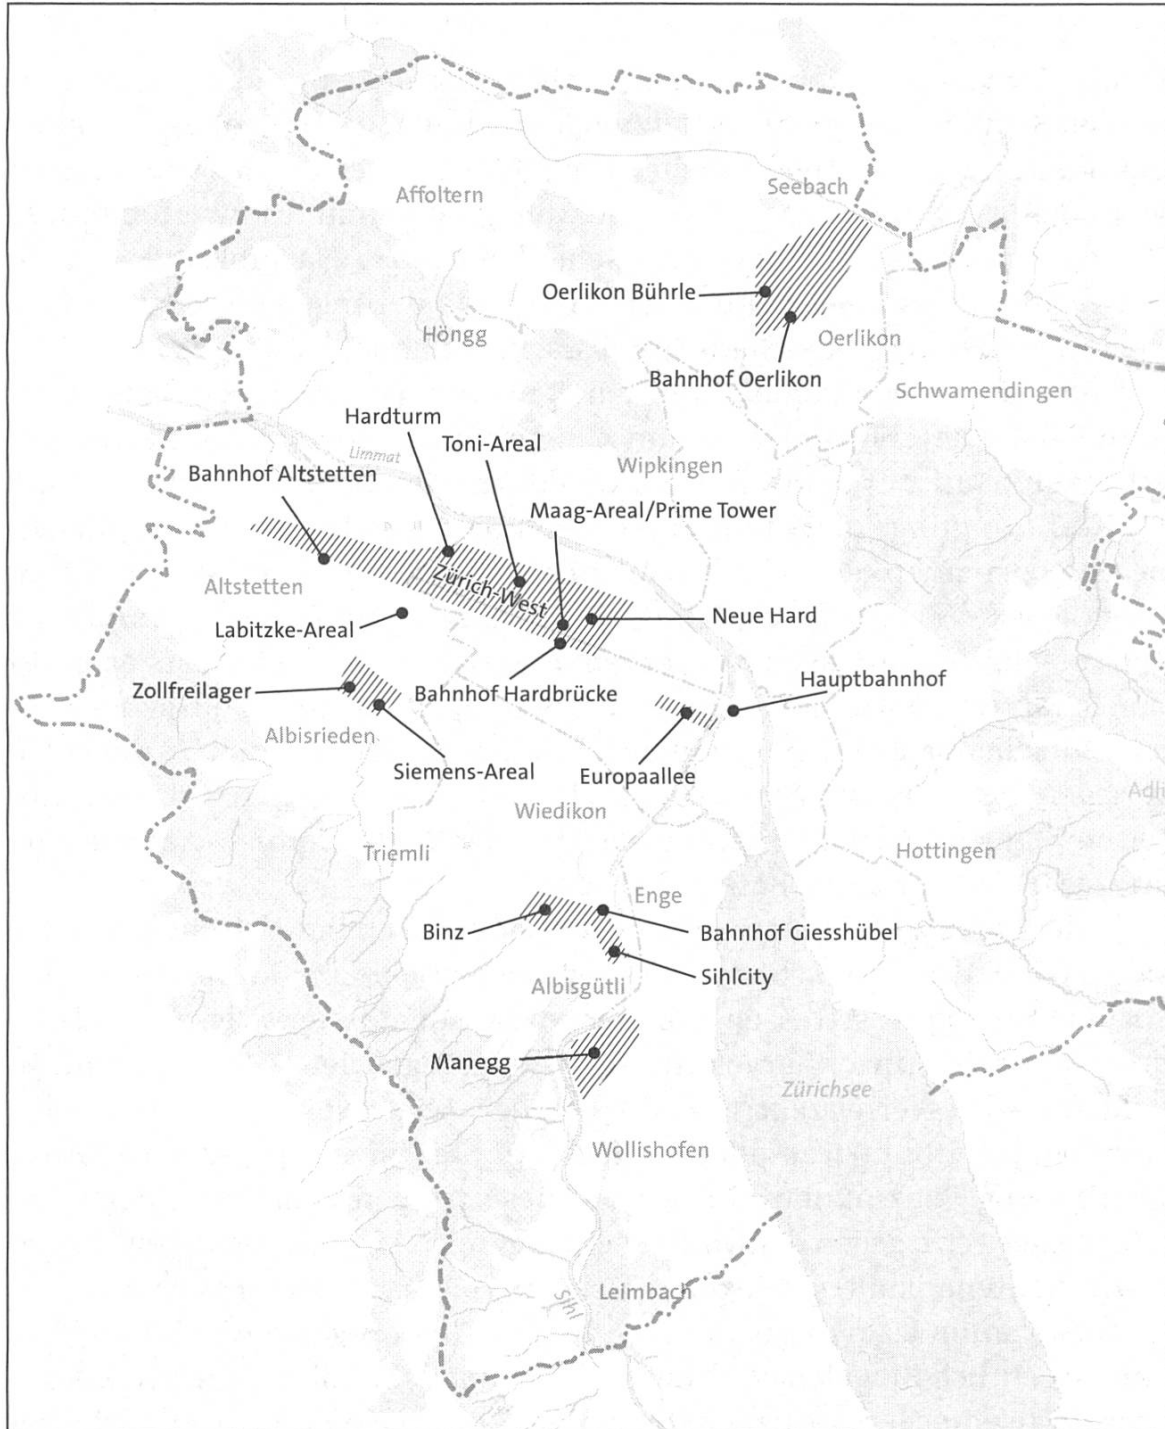 Affoltern
Seebach
Oerlikon Bührle
Höngg
Oerlikon
Bahnhof Oerlikon
Schwamendingen
Hardturm
Toni-Areal
Limmat
Wipkingen
Bahnhof Altstetten
Maag-Areal/Prime Tower
Zürich-West
Altstetten
Neue Hard
Labitzke-Areal
Hauptbahnhof
Zollfreilager
Bahnhof Hardbrücke
Albisrieden
Siemens-Areal
Europaallee
Adli
Wiedikon
Triemli
Hottingen
Enge
Binz
Bahnhof Giesshübel
Sihlcity
Albisgütli
Manegg
Zürichsee
Wollishofen
Leimbach
Sihl